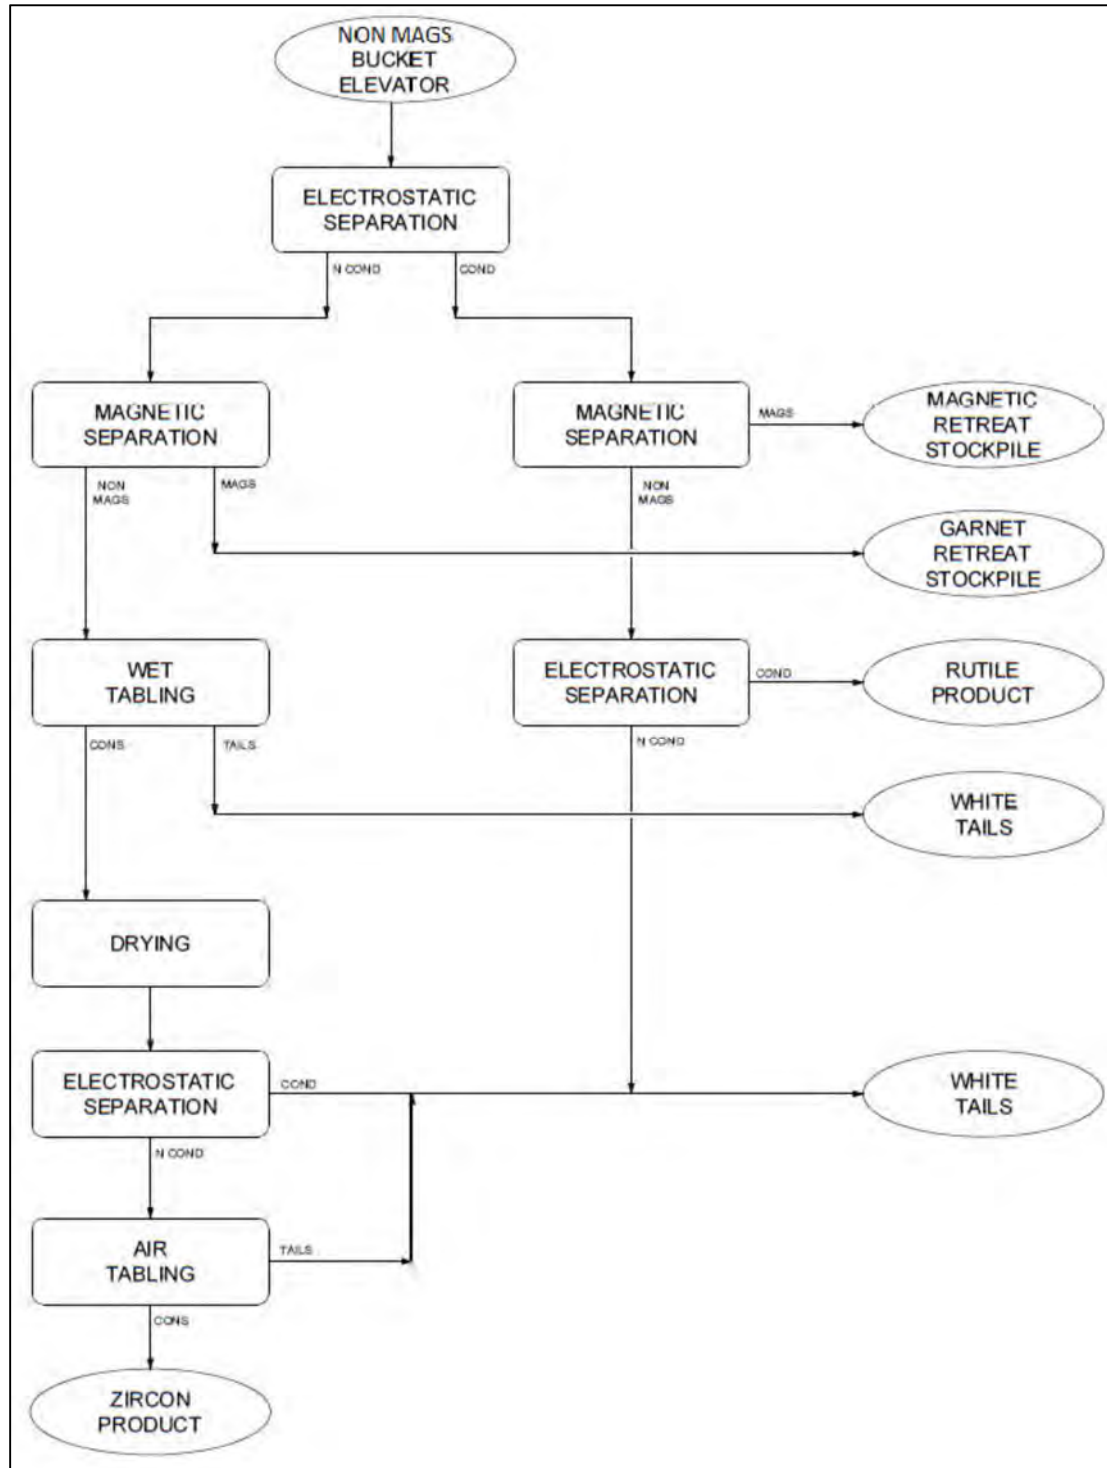 NON MAGS
BUCKET
ELEVATOR
ELECTROSTATIC
SEPARATION
N COND
COND
MAGNETIC
SEPARATION
MAGNETIC
SEPARATION
MAGS
MAGNETIC
RETREAT
STOCKPILE
NON
MAGS
MAGS
NON
MAGS
GARNET
RETREAT
STOCKPILE
WET
TABLING
ELECTROSTATIC
SEPARATION
COND
RUTILE
PRODUCT
CONS
TAILS
N COND
WHITE
TAILS
DRYING
ELECTROSTATIC
SEPARATION
COND
WHITE
TAILS
N COND
AIR
TABLING
TAILS
CONS
ZIRCON
PRODUCT